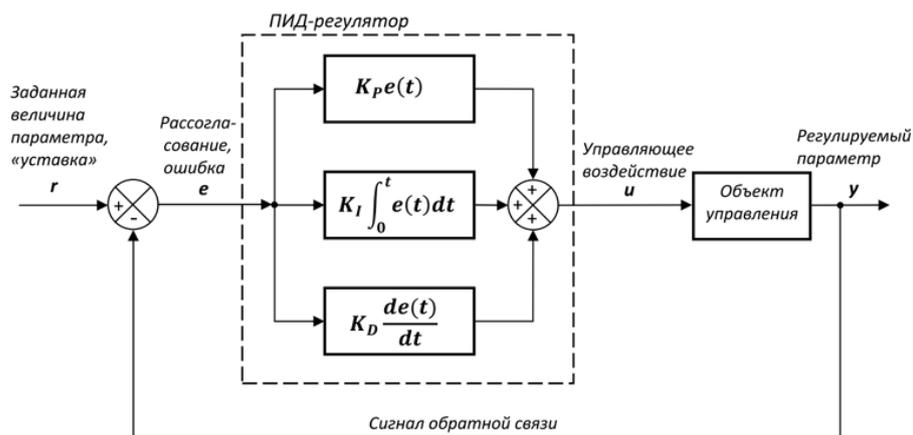 ПИД-регулятор
Заданная
величина
параметра,
«уставка»
r
Рассогла-
сование,
ошибка
e
+
-
K_P e(t)
K_I ∫_0^t e(t)dt
K_D de(t)/dt
+
+
+
Управляющее
воздействие
u
Объект
управления
Регулируемый
параметр
y
Сигнал обратной связи